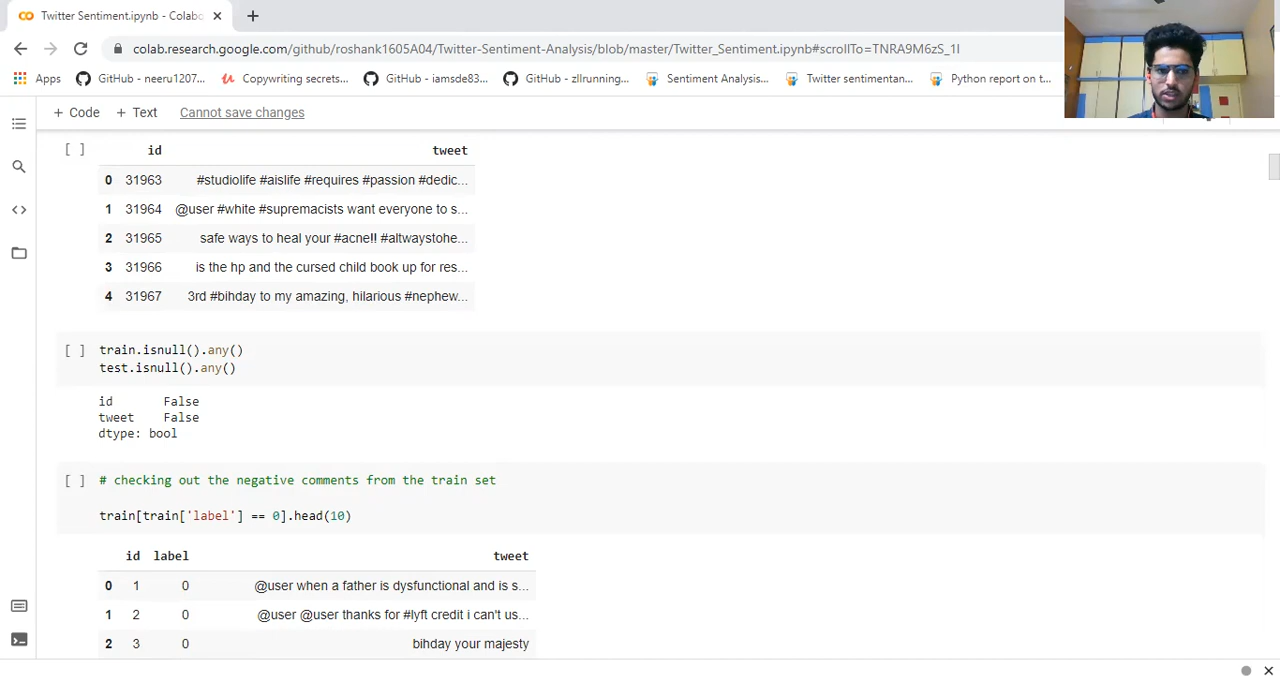 Twitter Sentiment.ipynb - Colabo
colab.research.google.com/github/roshank1605A04/Twitter-Sentiment-Analysis/blob/master/Twitter_Sentiment.ipynb#scrollTo=TNRA9M6zS_1I
Apps GitHub - neeru1207... Copywriting secrets... GitHub - iamsde83... GitHub - zllrunning... Sentiment Analysis... Twitter sentimentan... Python report on t...
+ Code + Text Cannot save changes
[ ] id tweet
0 31963 #studiolife #aislife #requires #passion #dedic...
1 31964 @user #white #supremacists want everyone to s...
2 31965 safe ways to heal your #acne!! #altwaystohe...
3 31966 is the hp and the cursed child book up for res...
4 31967 3rd #bihday to my amazing, hilarious #nephew...
[ ] train.isnull().any()
test.isnull().any()
id False
tweet False
dtype: bool
[ ] # checking out the negative comments from the train set
train[train['label'] == 0].head(10)
id label tweet
0 1 0 @user when a father is dysfunctional and is s...
1 2 0 @user @user thanks for #lyft credit i can't us...
2 3 0 bihday your majesty